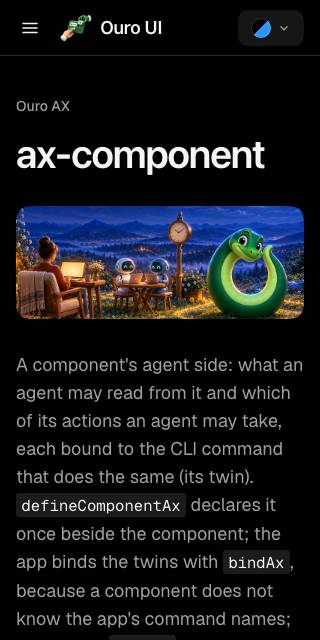 Ouro UI
Ouro AX
ax-component
A component's agent side: what an
agent may read from it and which
of its actions an agent may take,
each bound to the CLI command
that does the same (its twin).
defineComponentAx declares it
once beside the component; the
app binds the twins with bindAx,
because a component does not
know the app's command names;